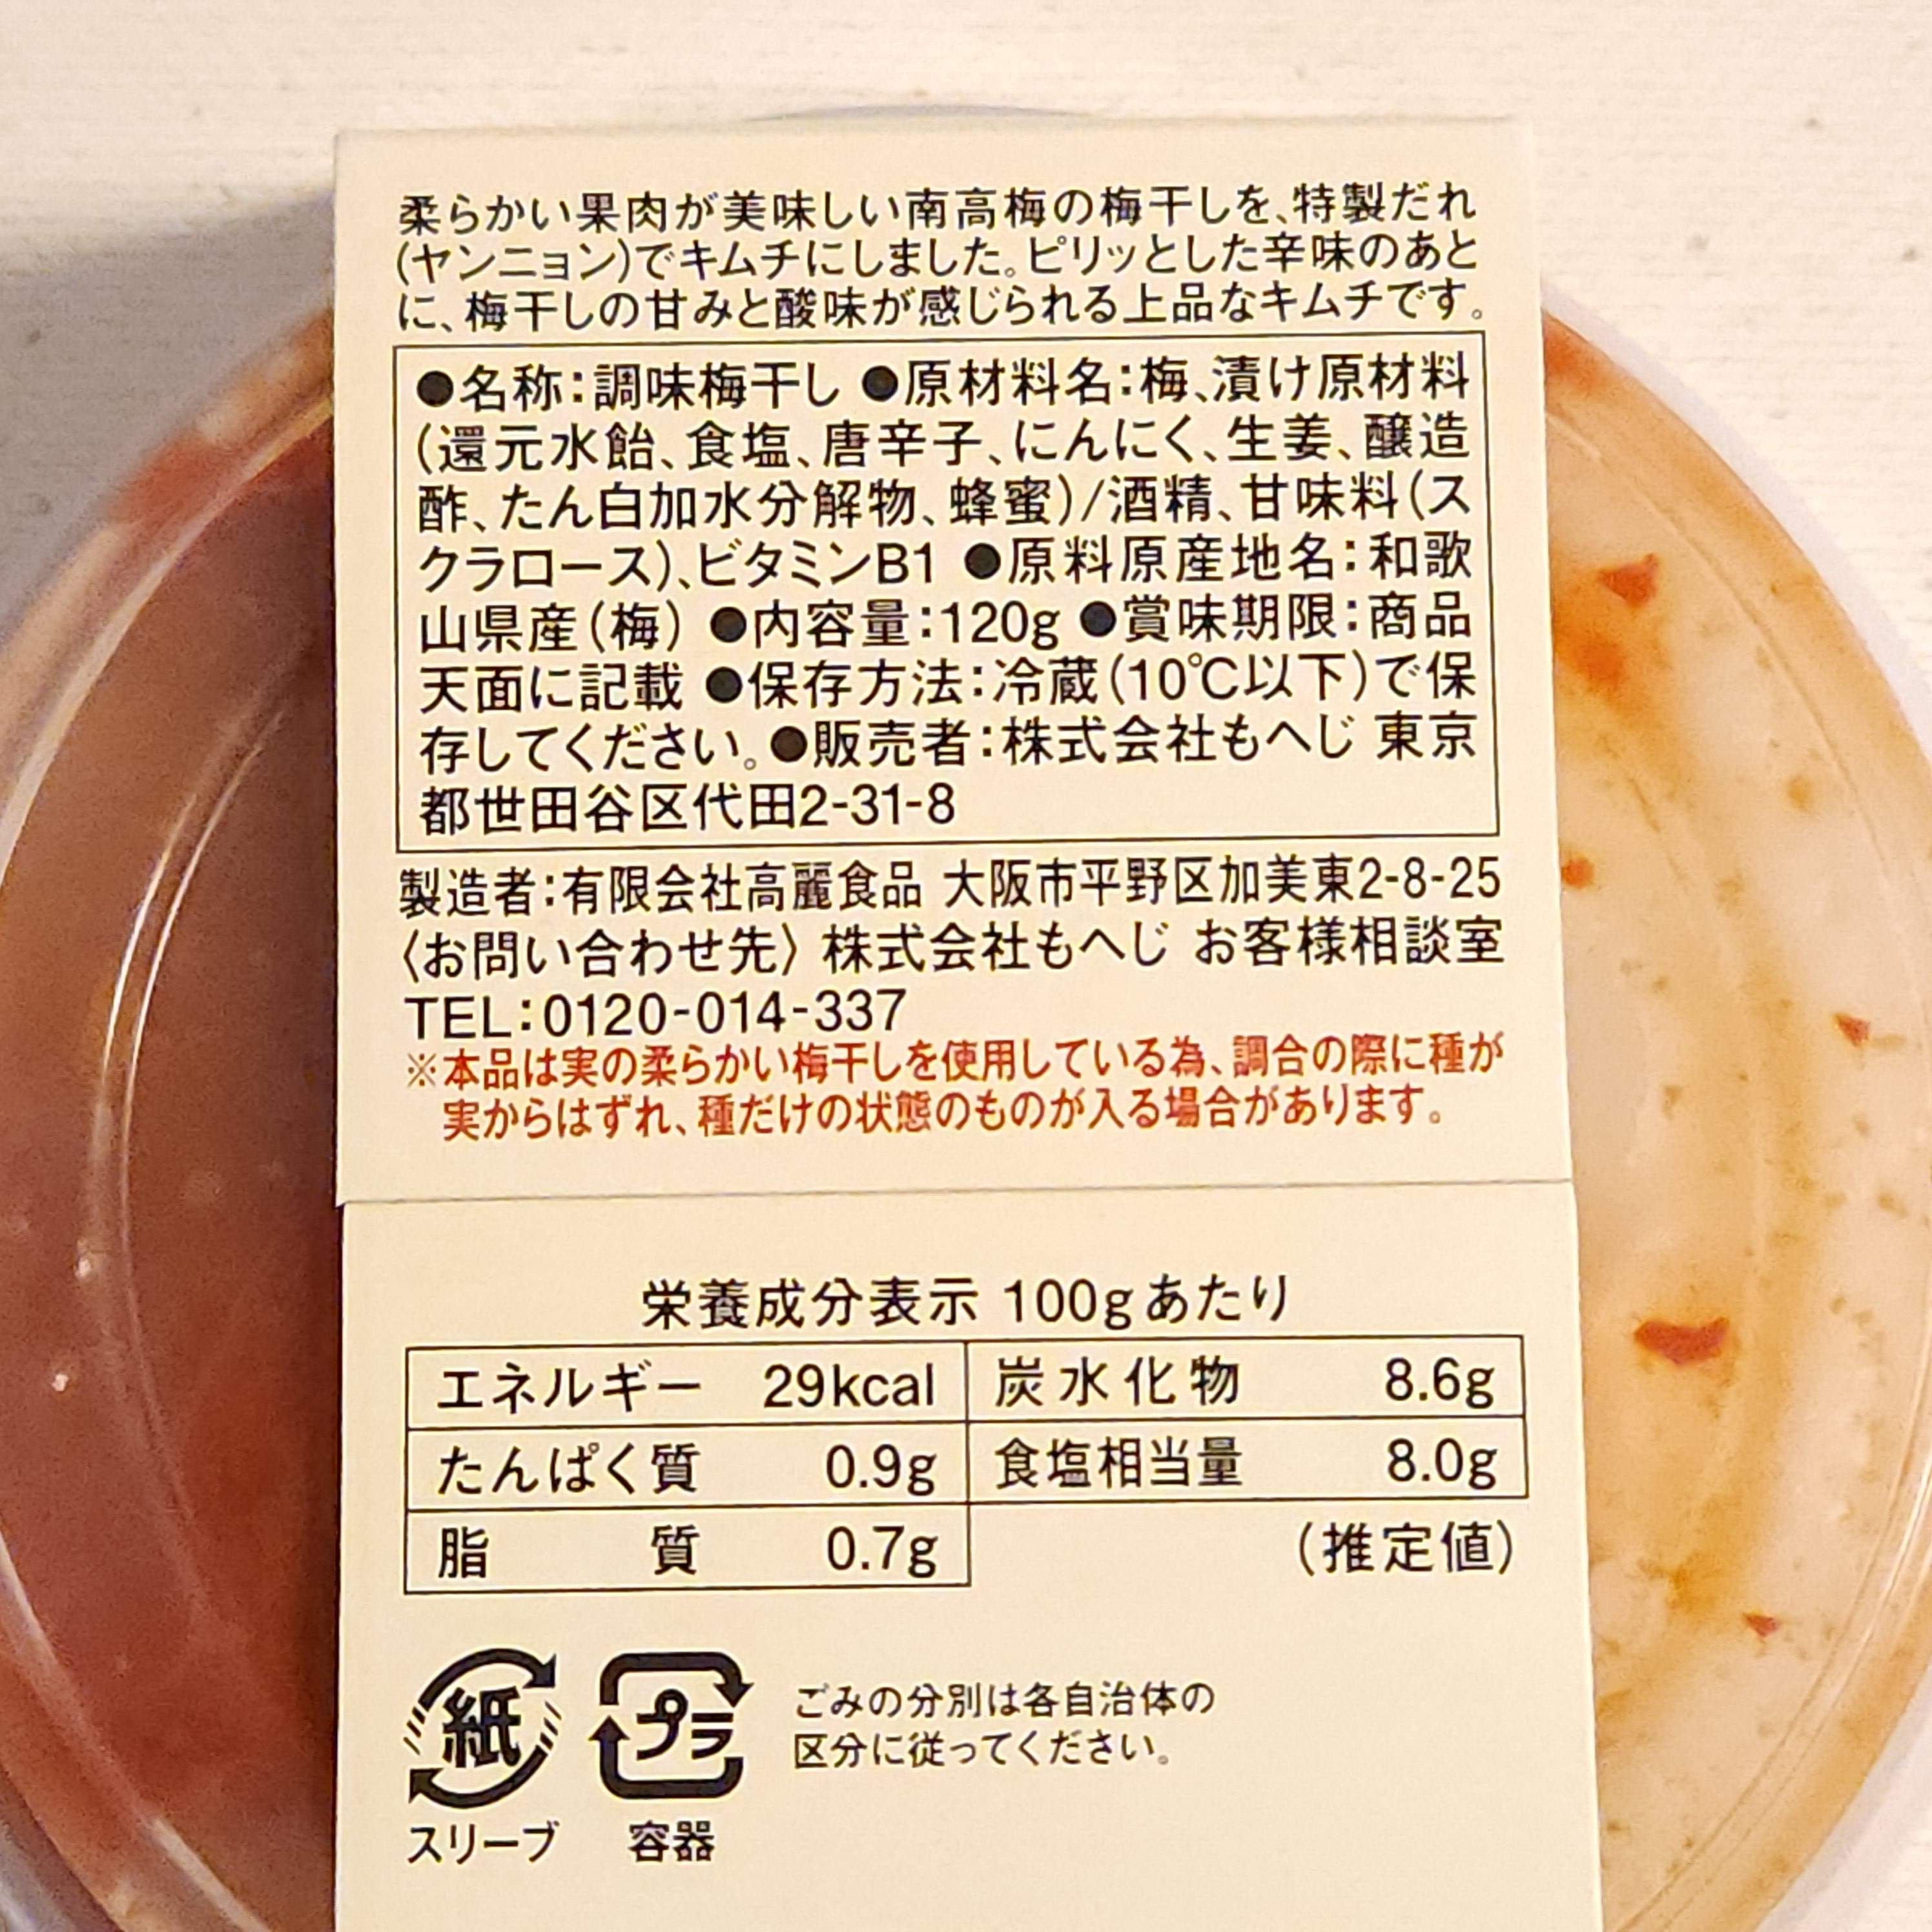 柔らかい果肉が美味しい南高梅の梅干しを、特製だれ
(ヤンニョン)でキムチにしました。ピリッとした辛味のあと
に、梅干しの甘みと酸味が感じられる上品なキムチです。
●名称:調味梅干し ●原材料名:梅、漬け原材料
(還元水飴、食塩、唐辛子、にんにく、生姜、醸造
酢、たん白加水分解物、蜂蜜)/酒精、甘味料(ス
クラロース)、ビタミンB1 ●原料原産地名:和歌
山県産(梅) ●内容量:120g ●賞味期限:商品
天面に記載 ●保存方法:冷蔵(10℃以下)で保
存してください。●販売者:株式会社もへじ 東京
都世田谷区代田2-31-8
製造者:有限会社高麗食品 大阪市平野区加美東2-8-25
〈お問い合わせ先〉 株式会社もへじ お客様相談室
TEL:0120-014-337
※本品は実の柔らかい梅干しを使用している為、調合の際に種が
実からはずれ、種だけの状態のものが入る場合があります。
栄養成分表示 100gあたり
エネルギー 29kcal 炭水化物 8.6g
たんぱく質 0.9g 食塩相当量 8.0g
脂質 0.7g (推定値)
紙 プラ ごみの分別は各自治体の
区分に従ってください。
スリーブ 容器